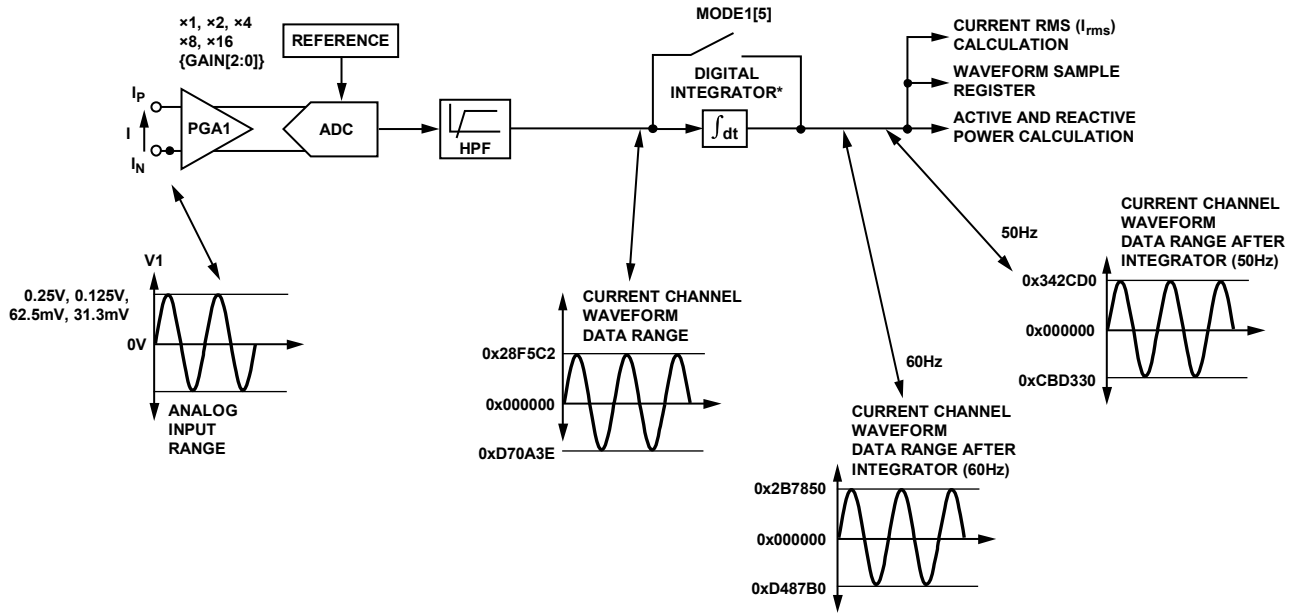 ×1, ×2, ×4
×8, ×16
{GAIN[2:0]}
REFERENCE
MODE1[5]
CURRENT RMS (Irms)
CALCULATION
IP
I
IN
PGA1
ADC
HPF
DIGITAL
INTEGRATOR*
∫dt
WAVEFORM SAMPLE
REGISTER
ACTIVE AND REACTIVE
POWER CALCULATION
V1
0.25V, 0.125V,
62.5mV, 31.3mV
0V
ANALOG
INPUT
RANGE
CURRENT CHANNEL
WAVEFORM
DATA RANGE
0x28F5C2
0x000000
0xD70A3E
50Hz
CURRENT CHANNEL
WAVEFORM
DATA RANGE AFTER
INTEGRATOR (50Hz)
0x342CD0
0x000000
0xCBD330
60Hz
CURRENT CHANNEL
WAVEFORM
DATA RANGE AFTER
INTEGRATOR (60Hz)
0x2B7850
0x000000
0xD487B0